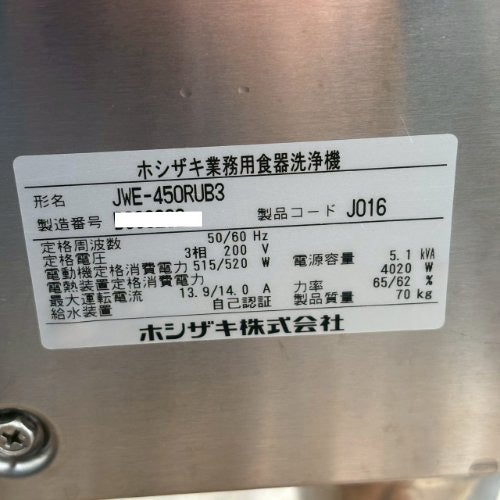 ホシザキ業務用食器洗浄機
形名 JWE-450RUB3
製造番号 製品コード J016
定格周波数 50/60 Hz
定格電圧 3相 200 V 電源容量 5.1 kVA
電動機定格消費電力 515/520 W
電熱装置定格消費電力 4020 W
最大運転電流 13.9/14.0 A 力率 65/62 %
給水装置 自己認証 製品質量 70 kg
ホシザキ株式会社